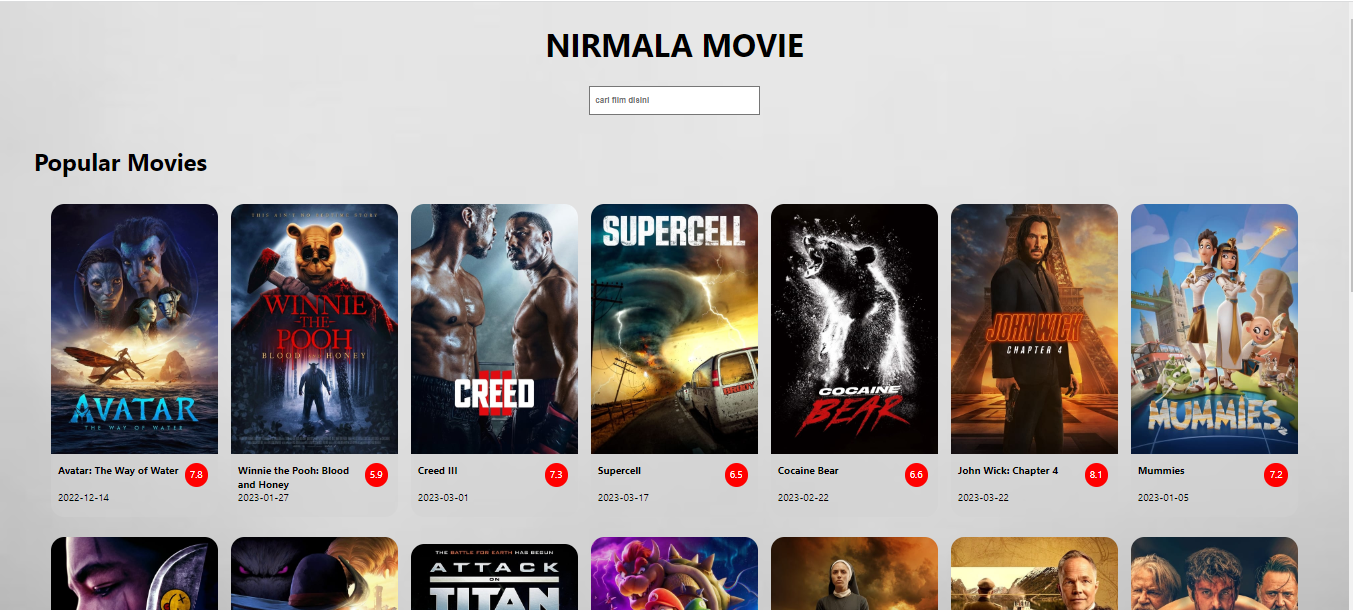 NIRMALA MOVIE
cari film disini
Popular Movies
AVATAR
THE WAY OF WATER
THIS AIN'T NO BEDTIME STORY
WINNIE
-THE-
POOH
BLOOD AND HONEY
CREED
III
SUPERCELL
COCAINE
BEAR
JOHN WICK
CHAPTER 4
MUMMIES
Avatar: The Way of Water 7.8
2022-12-14
Winnie the Pooh: Blood 5.9
and Honey
2023-01-27
Creed III 7.3
2023-03-01
Supercell 6.5
2023-03-17
Cocaine Bear 6.6
2023-02-22
John Wick: Chapter 4 8.1
2023-03-22
Mummies 7.2
2023-01-05
THE BATTLE FOR EARTH HAS BEGUN
ATTACK
ON
TITAN